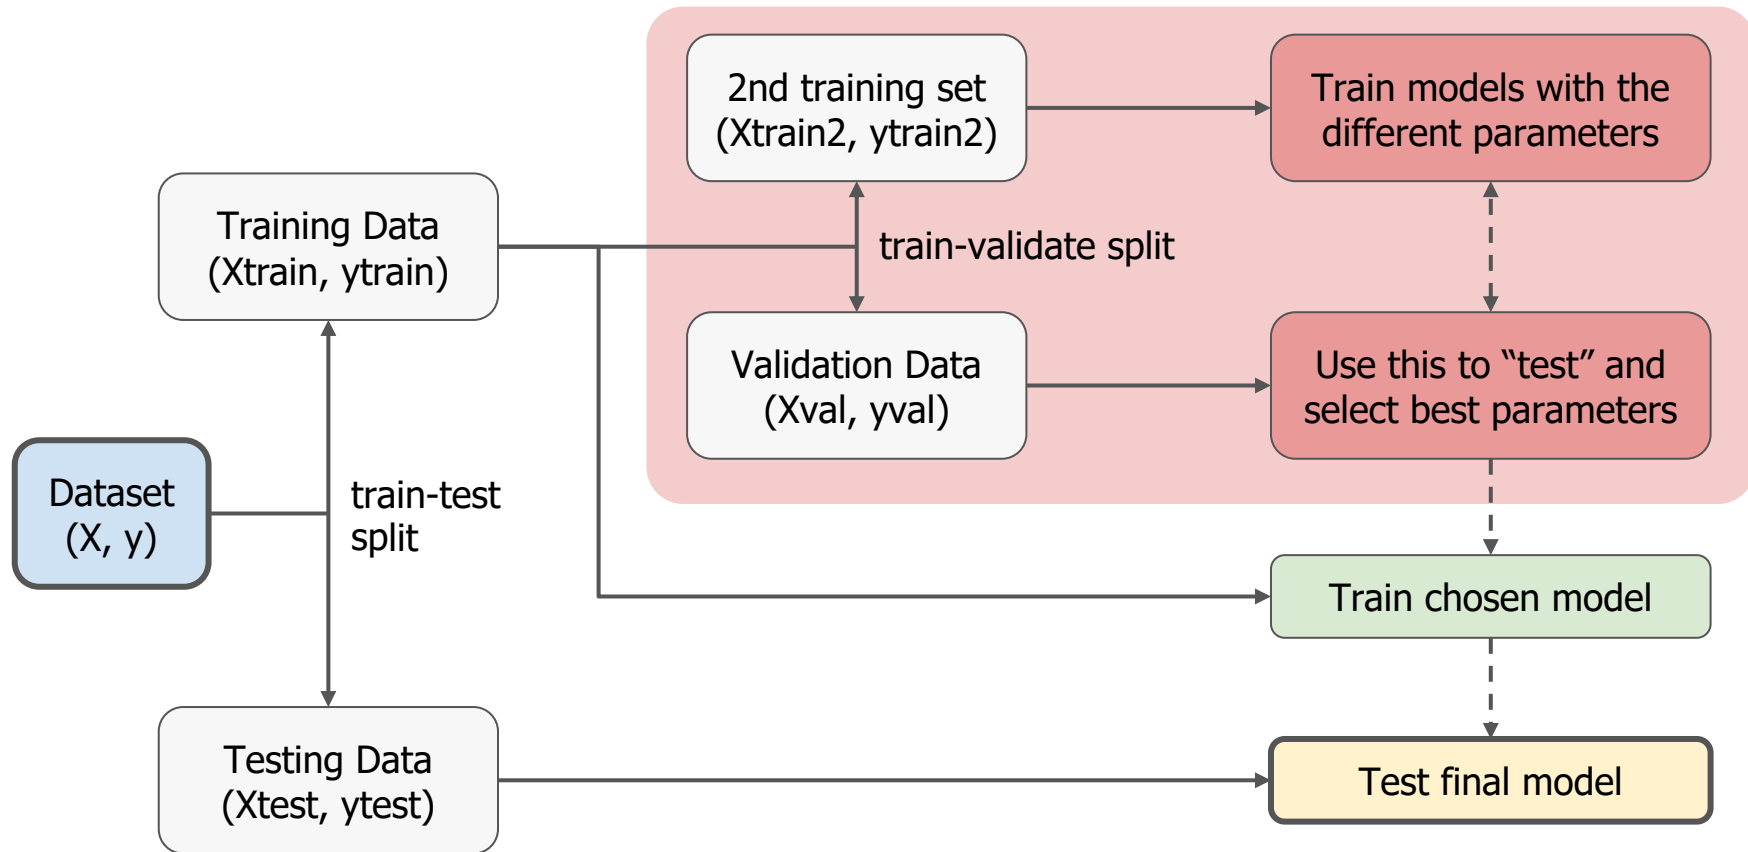 2nd training set
(Xtrain2, ytrain2)
Train models with the
different parameters
Training Data
(Xtrain, ytrain)
train-validate split
Validation Data
(Xval, yval)
Use this to “test” and
select best parameters
Dataset
(X, y)
train-test
split
Train chosen model
Testing Data
(Xtest, ytest)
Test final model